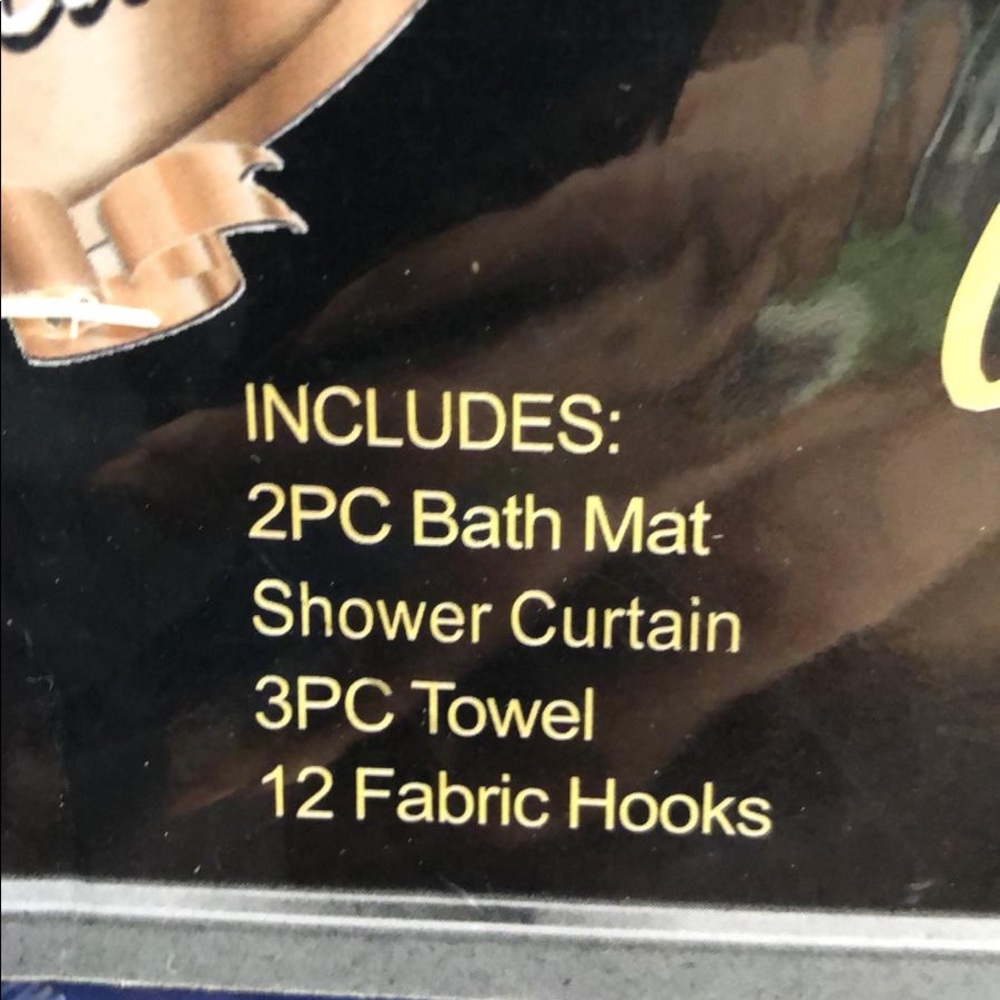 INCLUDES:
2PC Bath Mat
Shower Curtain
3PC Towel
12 Fabric Hooks